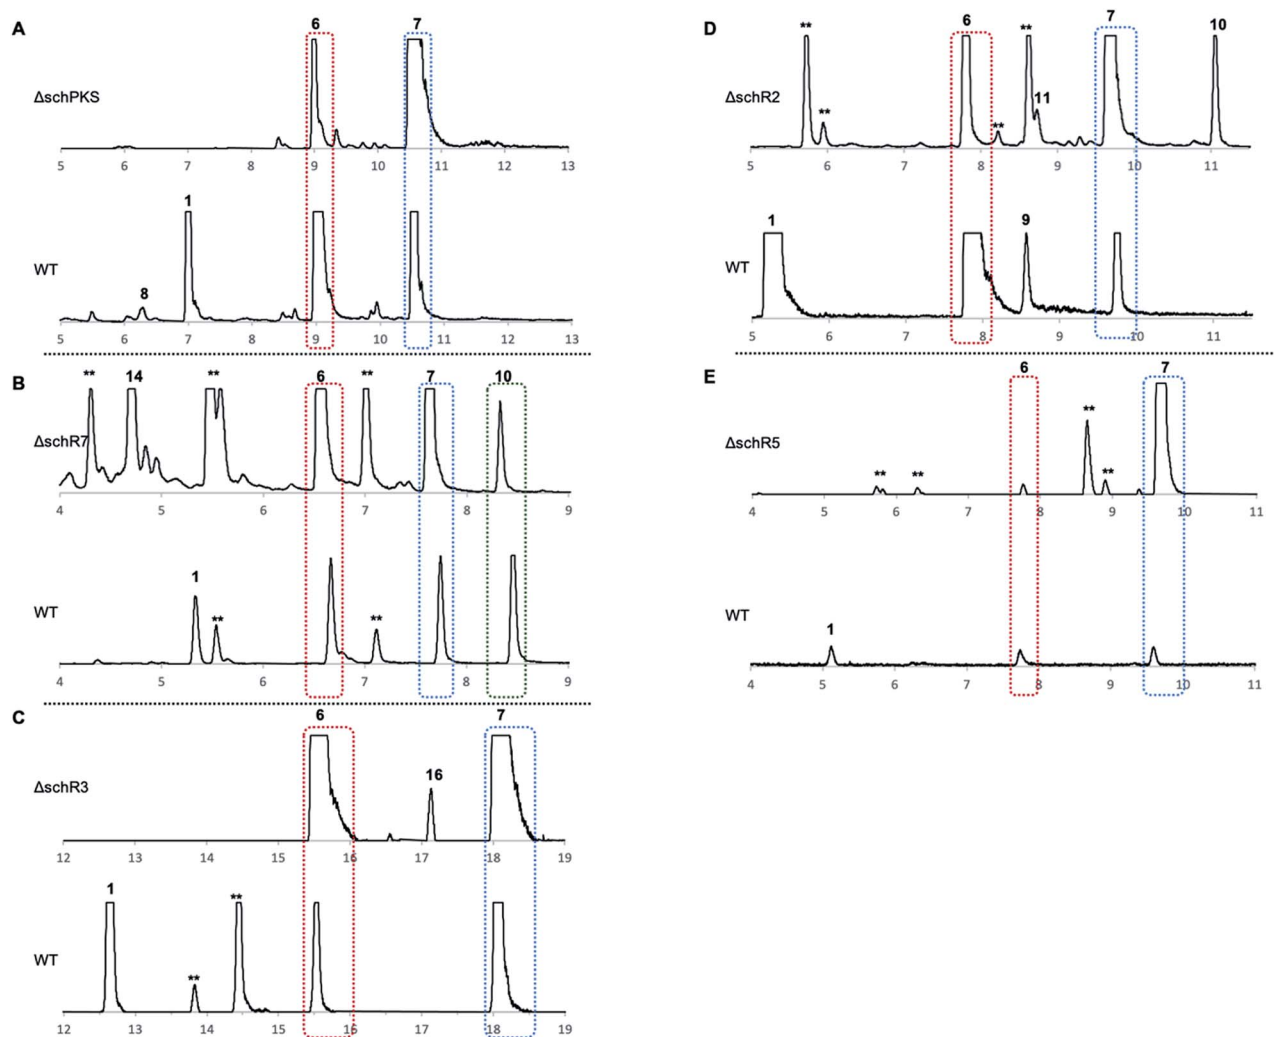 A
6 7
ΔschPKS
5 6 7 8 9 10 11 12 13
1
WT
8
5 6 7 8 9 10 11 12 13
B
** 14 ** 6 ** 7 10
ΔschR7
4 5 6 7 8 9
1
WT
** **
4 5 6 7 8 9
C
6 7
ΔschR3
16
12 13 14 15 16 17 18 19
1 **
WT
**
12 13 14 15 16 17 18 19
D
** 6 ** 7 10
ΔschR2
** ** 11
5 6 7 8 9 10 11
1 9
WT
5 6 7 8 9 10 11
E
6 7
ΔschR5
**
** ** **
4 5 6 7 8 9 10 11
WT
1
4 5 6 7 8 9 10 11